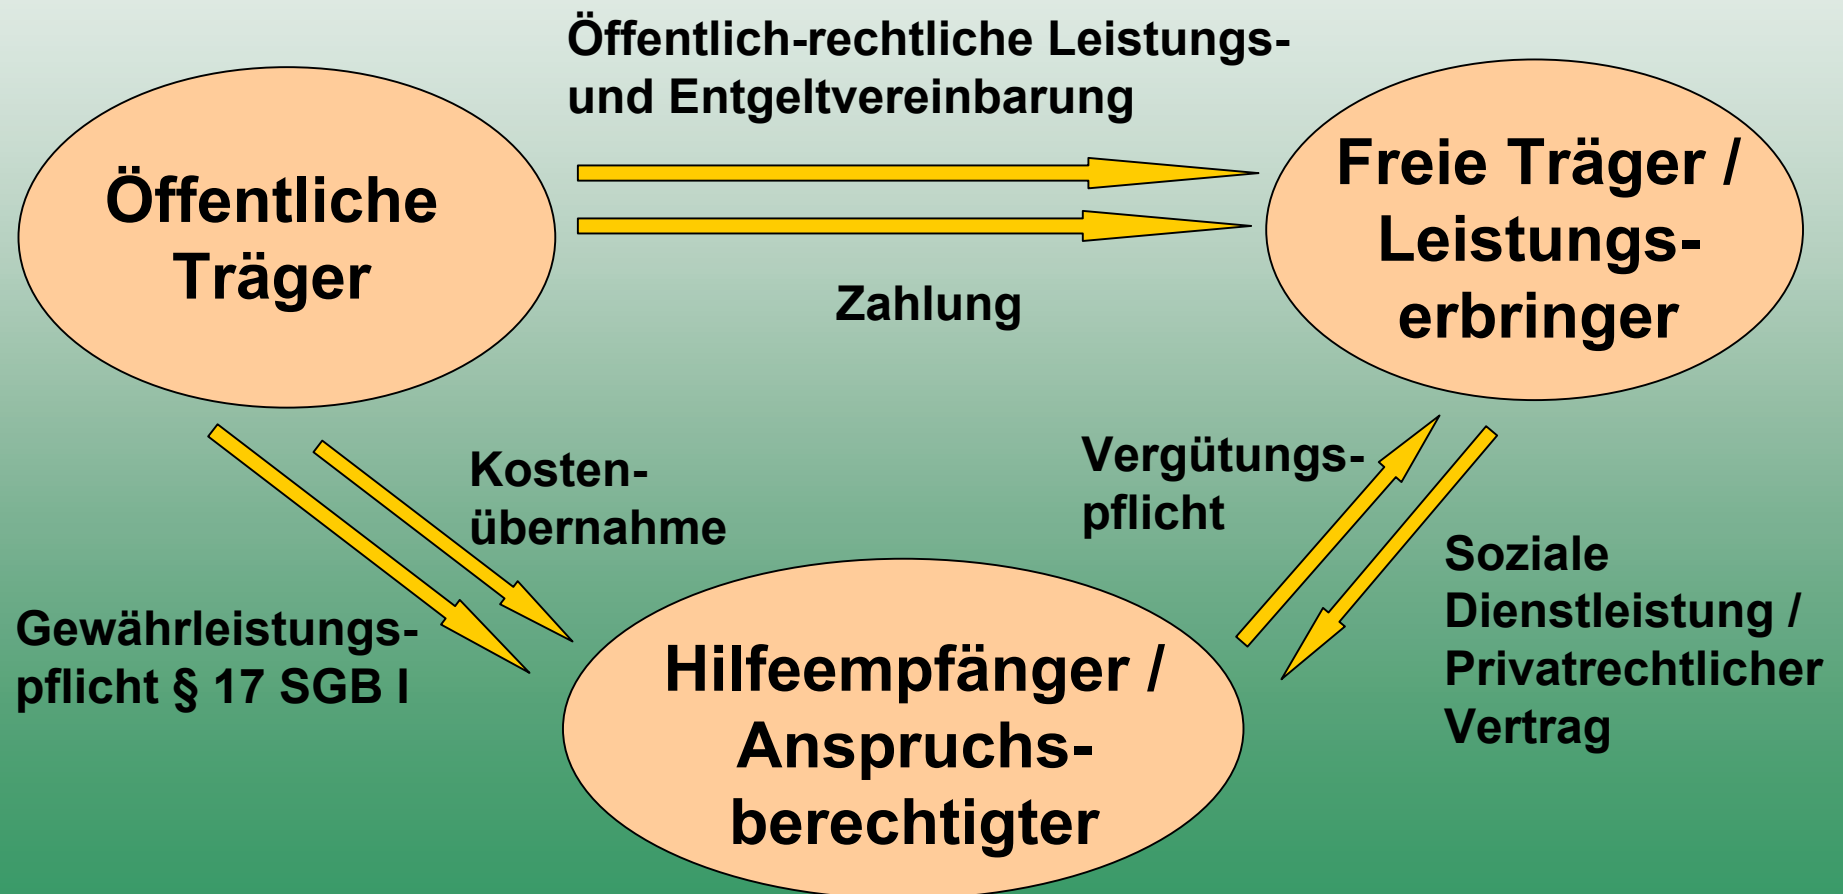 Öffentlich-rechtliche Leistungs-
und Entgeltvereinbarung
Öffentliche
Träger
Freie Träger /
Leistungs-
erbringer
Zahlung
Kosten-
übernahme
Vergütungs-
pflicht
Gewährleistungs-
pflicht § 17 SGB I
Soziale
Dienstleistung /
Privatrechtlicher
Vertrag
Hilfeempfänger /
Anspruchs-
berechtigter